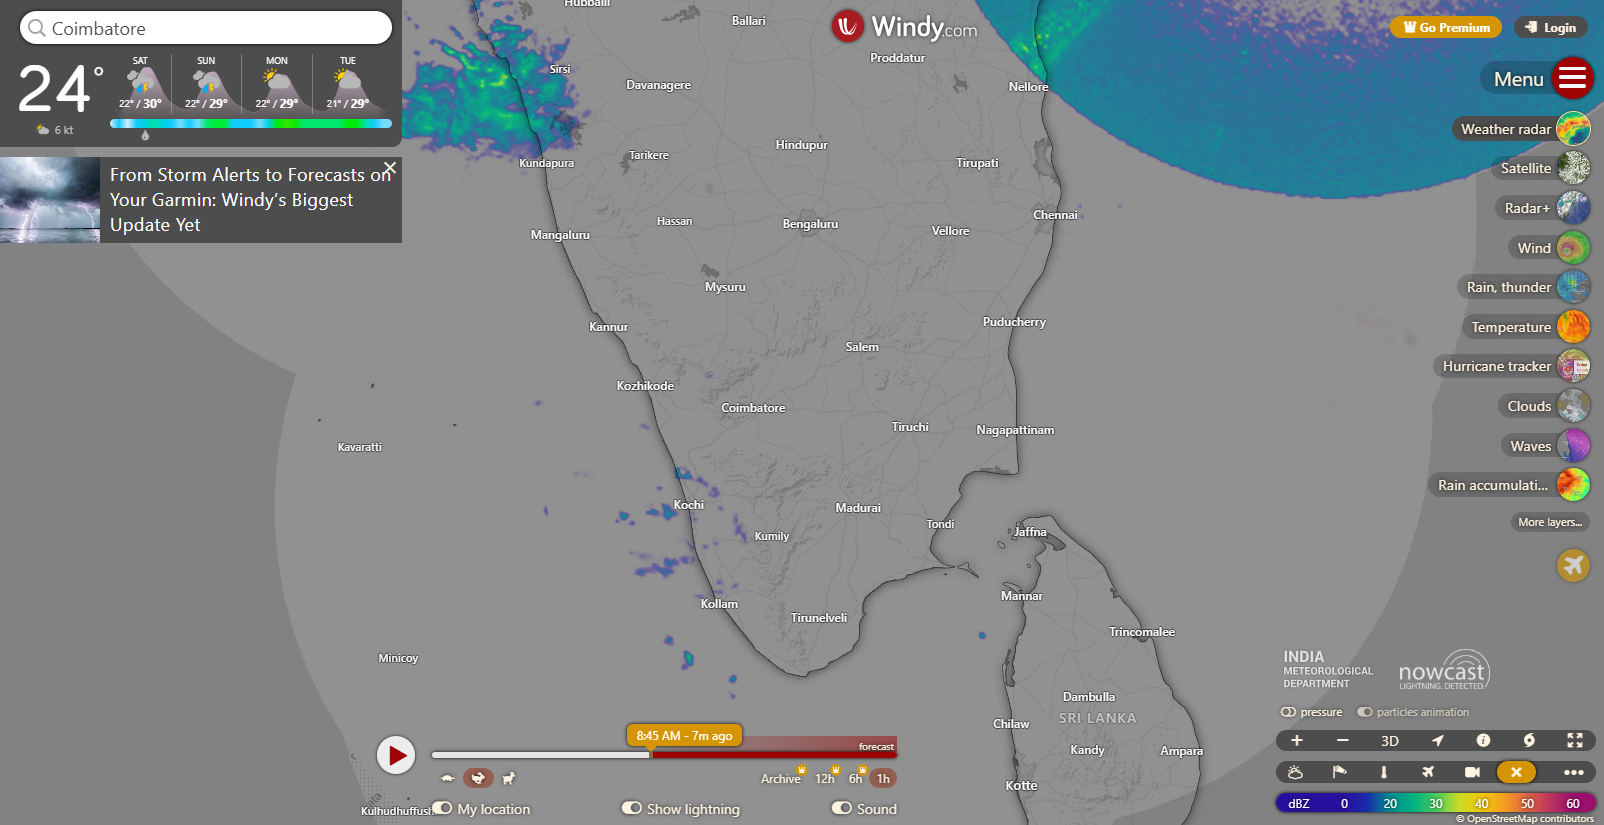 Coimbatore
24°
6 kt
SAT SUN MON TUE
22° / 30° 22° / 29° 22° / 29° 21° / 29°
From Storm Alerts to Forecasts on
Your Garmin: Windy’s Biggest
Update Yet
Windy.com
Go Premium
Login
Menu
Weather radar
Satellite
Radar+
Wind
Rain, thunder
Temperature
Hurricane tracker
Clouds
Waves
Rain accumulati...
More layers...
Hubballi
Ballari
Proddatur
Sirsi
Davanagere
Nellore
Kundapura
Tarikere
Hindupur
Tirupati
Mangaluru
Hassan
Bengaluru
Vellore
Chennai
Mysuru
Kannur
Puducherry
Salem
Kozhikode
Coimbatore
Tiruchi
Nagapattinam
Kavaratti
Kochi
Madurai
Tondi
Jaffna
Kumily
Kollam
Tirunelveli
Mannar
Trincomalee
Minicoy
Dambulla
SRI LANKA
Chilaw
Kandy
Ampara
Kotte
Kulhudhuffushi
8:45 AM - 7m ago
forecast
Archive 12h 6h 1h
My location
Show lightning
Sound
INDIA
METEOROLOGICAL
DEPARTMENT
nowcast
LIGHTNING. DETECTED.
pressure
particles animation
+ − 3D
dBZ 0 20 30 40 50 60
© OpenStreetMap contributors